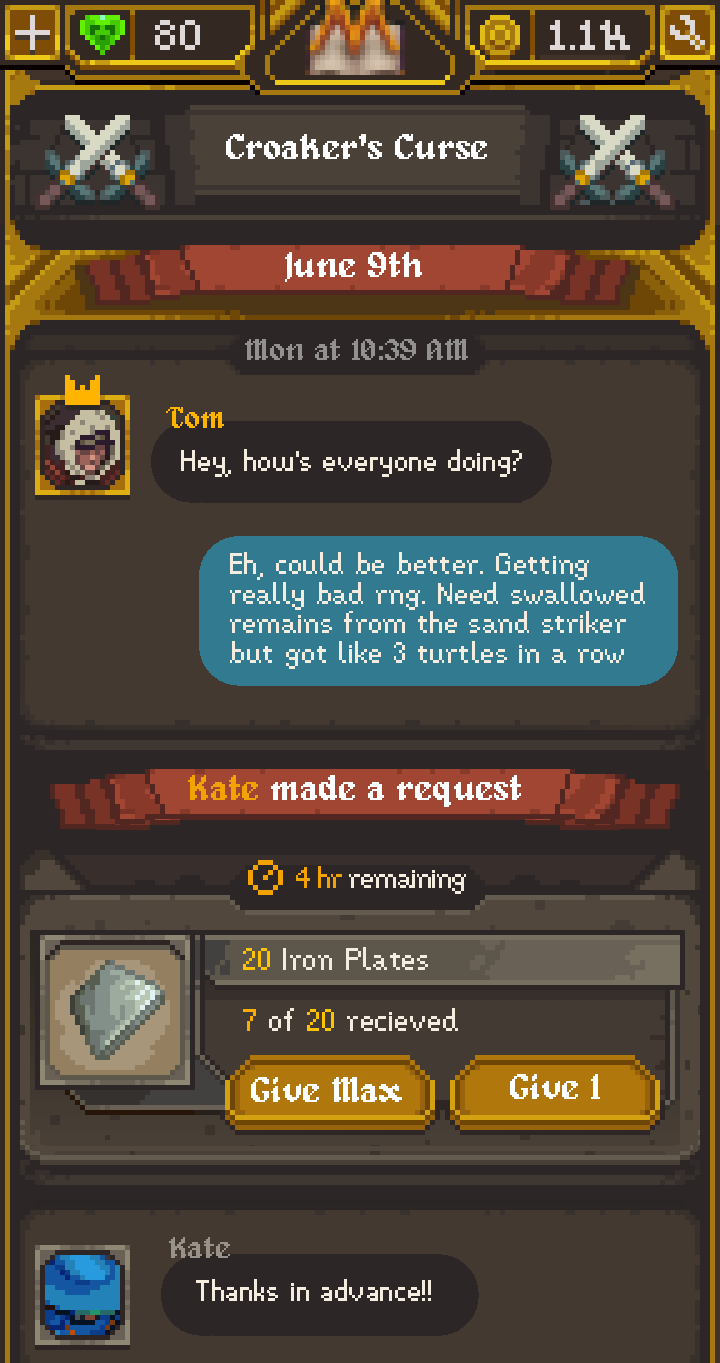 80
1.1k
Croaker's Curse
June 9th
Mon at 10:39 AM
Tom
Hey, how's everyone doing?
Eh, could be better. Getting
really bad rng. Need swallowed
remains from the sand striker
but got like 3 turtles in a row
Kate made a request
4 hr remaining
20 Iron Plates
7 of 20 recieved
Give Max
Give 1
Kate
Thanks in advance!!